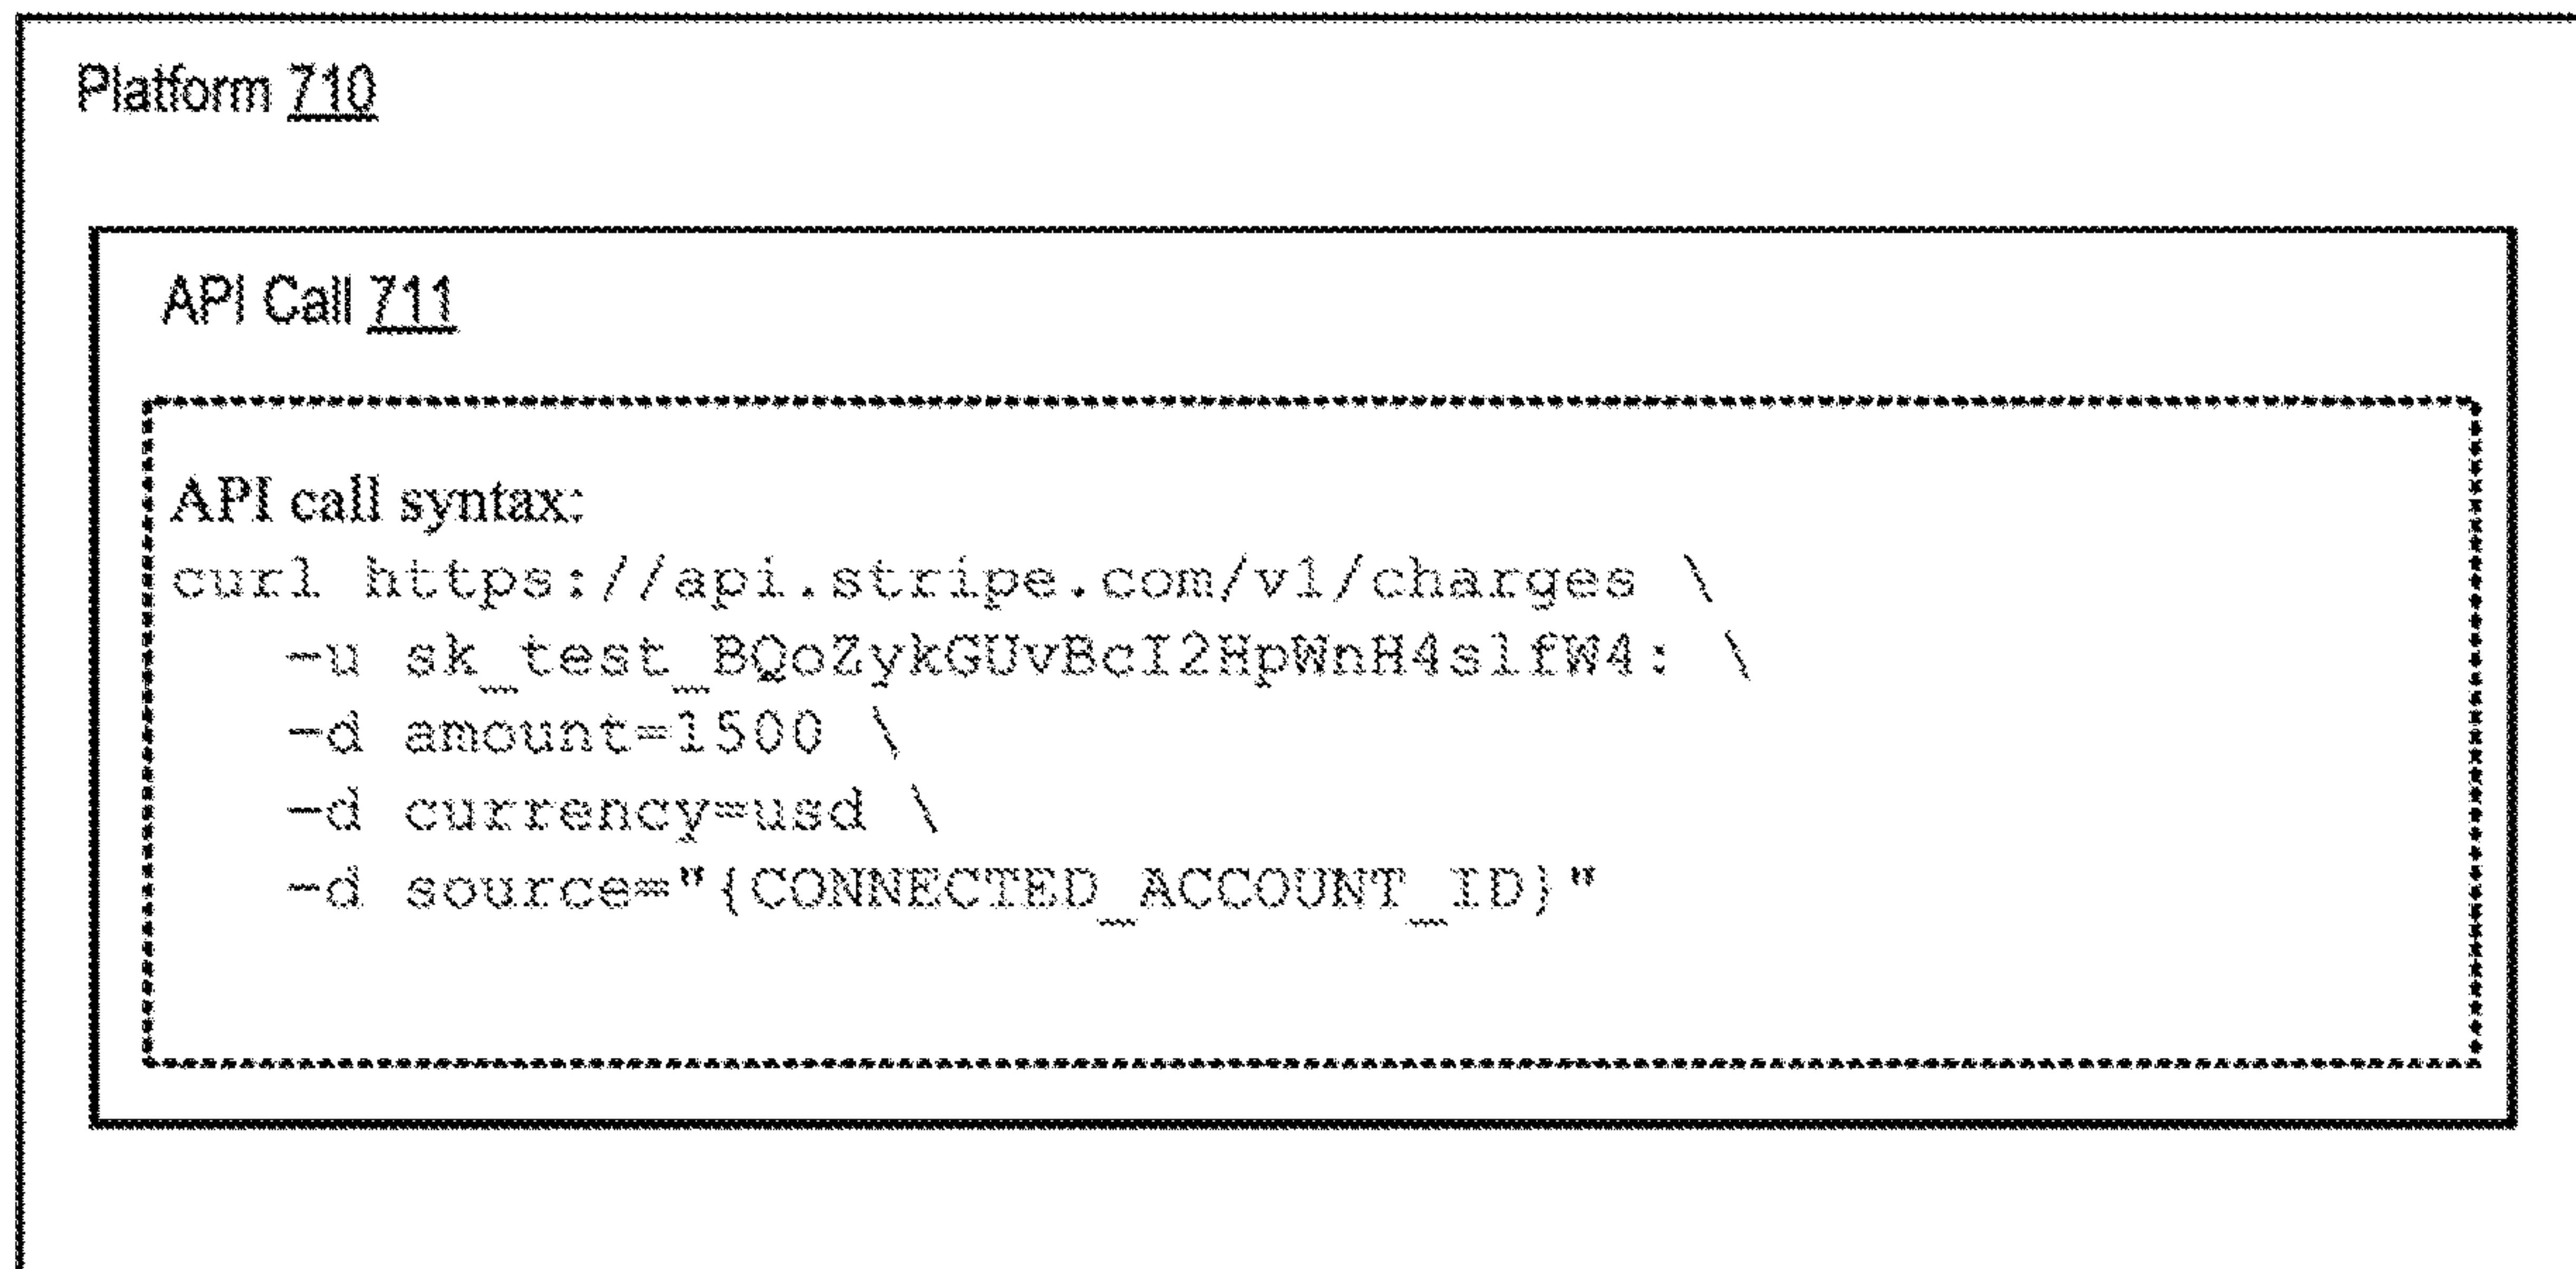 Platform 710
API Call 711
API call syntax:
curl https://api.stripe.com/v1/charges \
-u sk_test_BQoZykGUvBcI2HpWnH4slfW4: \
-d amount=1500 \
-d currency=usd \
-d source="{CONNECTED_ACCOUNT_ID}"